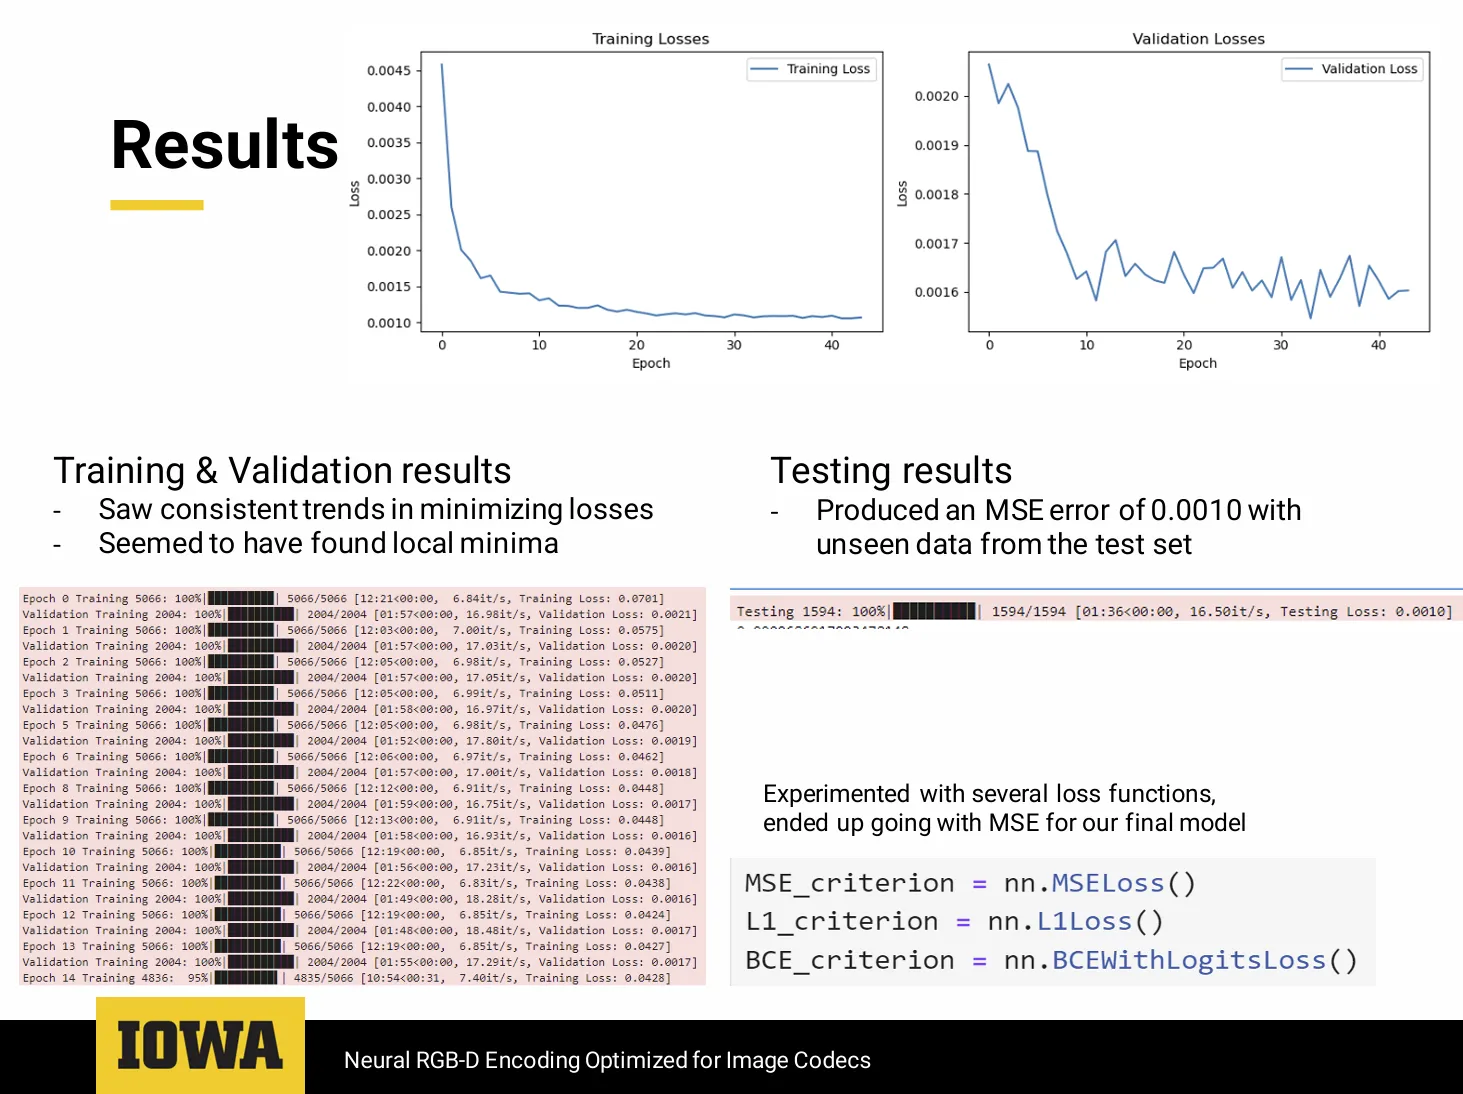 Results
Training Losses
Training Loss
0.0045
0.0040
0.0035
0.0030
0.0025
0.0020
0.0015
0.0010
Loss
0 10 20 30 40
Epoch
Validation Losses
Validation Loss
0.0020
0.0019
0.0018
0.0017
0.0016
Loss
0 10 20 30 40
Epoch
Training & Validation results
- Saw consistent trends in minimizing losses
- Seemed to have found local minima
Epoch 0 Training 5066: 100%|██████████| 5066/5066 [12:21<00:00, 6.84it/s, Training Loss: 0.0701]
Validation Training 2004: 100%|██████████| 2004/2004 [01:57<00:00, 16.98it/s, Validation Loss: 0.0021]
Epoch 1 Training 5066: 100%|██████████| 5066/5066 [12:03<00:00, 7.00it/s, Training Loss: 0.0575]
Validation Training 2004: 100%|██████████| 2004/2004 [01:57<00:00, 17.03it/s, Validation Loss: 0.0020]
Epoch 2 Training 5066: 100%|██████████| 5066/5066 [12:05<00:00, 6.98it/s, Training Loss: 0.0527]
Validation Training 2004: 100%|██████████| 2004/2004 [01:57<00:00, 17.05it/s, Validation Loss: 0.0020]
Epoch 3 Training 5066: 100%|██████████| 5066/5066 [12:05<00:00, 6.99it/s, Training Loss: 0.0511]
Validation Training 2004: 100%|██████████| 2004/2004 [01:58<00:00, 16.97it/s, Validation Loss: 0.0020]
Epoch 5 Training 5066: 100%|██████████| 5066/5066 [12:05<00:00, 6.98it/s, Training Loss: 0.0476]
Validation Training 2004: 100%|██████████| 2004/2004 [01:52<00:00, 17.80it/s, Validation Loss: 0.0019]
Epoch 6 Training 5066: 100%|██████████| 5066/5066 [12:06<00:00, 6.97it/s, Training Loss: 0.0462]
Validation Training 2004: 100%|██████████| 2004/2004 [01:57<00:00, 17.00it/s, Validation Loss: 0.0018]
Epoch 8 Training 5066: 100%|██████████| 5066/5066 [12:12<00:00, 6.91it/s, Training Loss: 0.0448]
Validation Training 2004: 100%|██████████| 2004/2004 [01:59<00:00, 16.75it/s, Validation Loss: 0.0017]
Epoch 9 Training 5066: 100%|██████████| 5066/5066 [12:13<00:00, 6.91it/s, Training Loss: 0.0448]
Validation Training 2004: 100%|██████████| 2004/2004 [01:58<00:00, 16.93it/s, Validation Loss: 0.0016]
Epoch 10 Training 5066: 100%|██████████| 5066/5066 [12:19<00:00, 6.85it/s, Training Loss: 0.0439]
Validation Training 2004: 100%|██████████| 2004/2004 [01:56<00:00, 17.23it/s, Validation Loss: 0.0016]
Epoch 11 Training 5066: 100%|██████████| 5066/5066 [12:22<00:00, 6.83it/s, Training Loss: 0.0438]
Validation Training 2004: 100%|██████████| 2004/2004 [01:49<00:00, 18.28it/s, Validation Loss: 0.0016]
Epoch 12 Training 5066: 100%|██████████| 5066/5066 [12:19<00:00, 6.85it/s, Training Loss: 0.0424]
Validation Training 2004: 100%|██████████| 2004/2004 [01:48<00:00, 18.48it/s, Validation Loss: 0.0017]
Epoch 13 Training 5066: 100%|██████████| 5066/5066 [12:19<00:00, 6.85it/s, Training Loss: 0.0427]
Validation Training 2004: 100%|██████████| 2004/2004 [01:55<00:00, 17.29it/s, Validation Loss: 0.0017]
Epoch 14 Training 4836: 95%|█████████▌| 4835/5066 [10:54<00:31, 7.40it/s, Training Loss: 0.0428]
Testing results
- Produced an MSE error of 0.0010 with
unseen data from the test set
Testing 1594: 100%|██████████| 1594/1594 [01:36<00:00, 16.50it/s, Testing Loss: 0.0010]
Experimented with several loss functions,
ended up going with MSE for our final model
MSE_criterion = nn.MSELoss()
L1_criterion = nn.L1Loss()
BCE_criterion = nn.BCEWithLogitsLoss()
IOWA
Neural RGB-D Encoding Optimized for Image Codecs